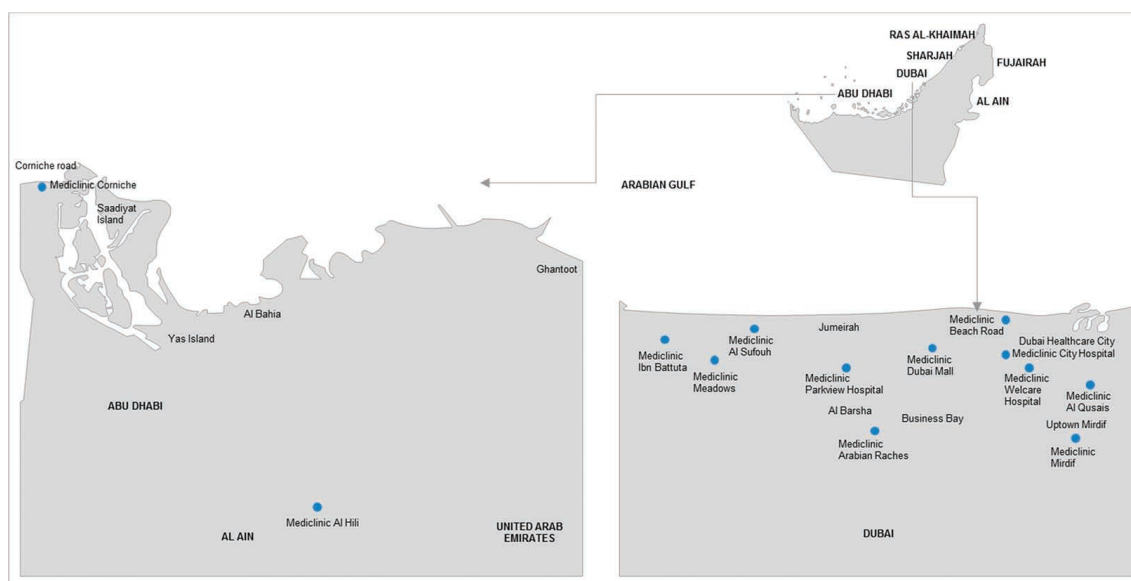 RAS AL-KHAIMAH
SHARJAH
FUJAIRAH
DUBAI
ABU DHABI
AL AIN
ARABIAN GULF
Corniche road
Mediclinic Corniche
Saadiyat
Island
Ghantoot
Al Bahia
Yas Island
ABU DHABI
Mediclinic Al Hili
AL AIN
UNITED ARAB
EMIRATES
Mediclinic
Ibn Battuta
Mediclinic
Al Sufouh
Mediclinic
Meadows
Jumeirah
Mediclinic
Parkview Hospital
Al Barsha
Mediclinic
Arabian Raches
Mediclinic
Beach Road
Mediclinic
Dubai Mall
Business Bay
Dubai Healthcare City
Mediclinic City Hospital
Mediclinic
Welcare
Hospital
Mediclinic
Al Qusais
Uptown Mirdif
Mediclinic
Mirdif
DUBAI